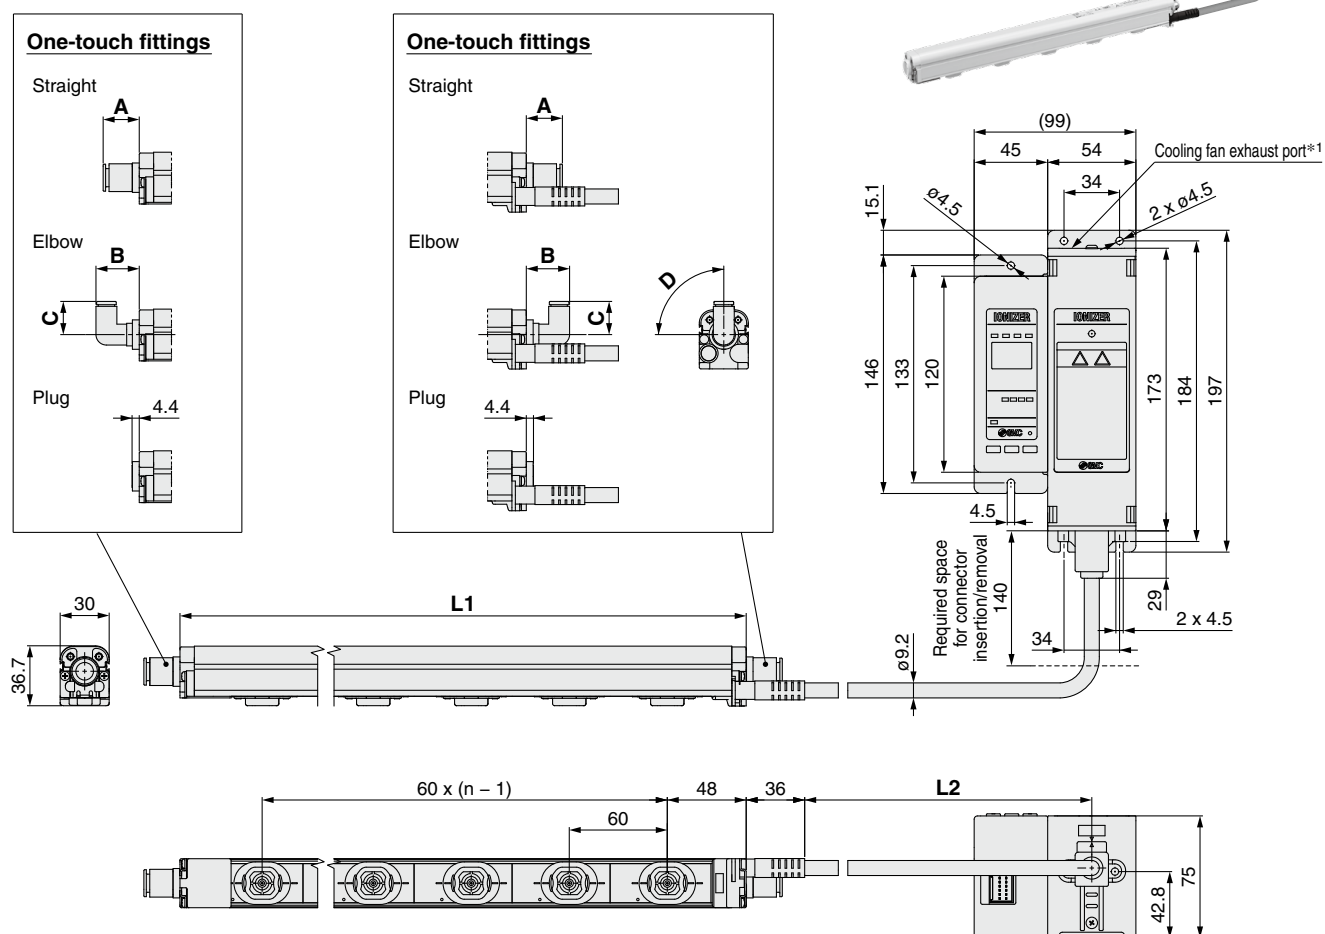 One-touch fittings
Straight
A
Elbow
B
C
Plug
4.4
One-touch fittings
Straight
A
Elbow
B
C
D
Plug
4.4
(99)
45
54
Cooling fan exhaust port*1
34
ø4.5
2 x ø4.5
15.1
146
133
120
IONIZER
SMC
IONIZER
SMC
173
184
197
4.5
Required space
for connector
insertion/removal
140
29
2 x 4.5
34
ø9.2
30
36.7
L1
60 x (n − 1)
48
36
L2
60
75
42.8